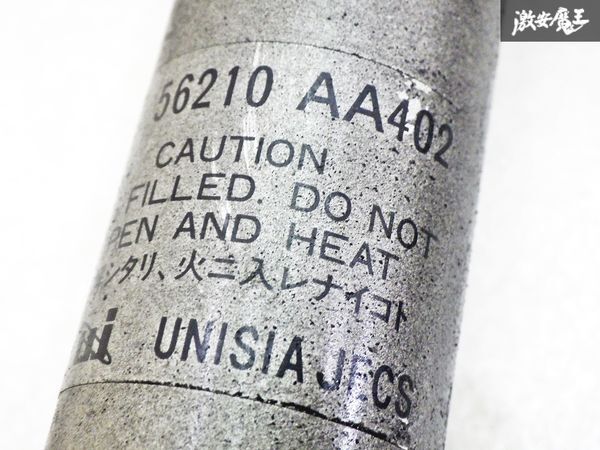 激安魔王
56210 AA402
CAUTION
FILLED. DO NOT
PEN AND HEAT
タリ、火ニ入レナイコト
UNISIA JECS